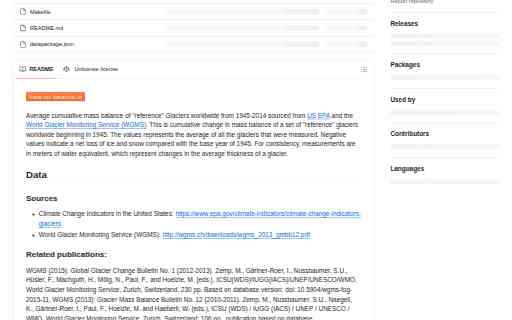 Report repository
Makefile
README.md
datapackage.json
README
Unlicense license
Releases
Packages
Used by
Contributors
Languages
Average cumulative mass balance of "reference" Glaciers worldwide from 1945-2014 sourced from US EPA and the
World Glacier Monitoring Service (WGMS). This is cumulative change in mass balance of a set of "reference" glaciers
worldwide beginning in 1945. The values represents the average of all the glaciers that were measured. Negative
values indicate a net loss of ice and snow compared with the base year of 1945. For consistency, measurements are
in meters of water equivalent, which represent changes in the average thickness of a glacier.
Data
Sources
• Climate Change Indicators in the United States: https://www.epa.gov/climate-indicators/climate-change-indicators-
glaciers
• World Glacier Monitoring Service (WGMS): http://wgms.ch/downloads/wgms_2013_gmbb12.pdf
Related publications:
WGMS (2015): Global Glacier Change Bulletin No. 1 (2012-2013). Zemp, M., Gärtner-Roer, I., Nussbaumer, S.U.,
Hüsler, F., Machguth, H., Mölg, N., Paul, F., and Hoelzle, M. (eds.), ICSU(WDS)/IUGG(IACS)/UNEP/UNESCO/WMO,
World Glacier Monitoring Service, Zurich, Switzerland, 230 pp. Based on database version: doi: 10.5904/wgms-fog-
2015-11. WGMS (2013): Glacier Mass Balance Bulletin No. 12 (2010-2011). Zemp, M., Nussbaumer, S.U., Naegeli,
K., Gärtner-Roer, I., Paul, F., Hoelzle, M. and Haeberli, W. (eds.), ICSU (WDS) / IUGG (IACS) / UNEP / UNESCO /
WMO, World Glacier Monitoring Service, Zurich, Switzerland: 106 pp., publication based on database